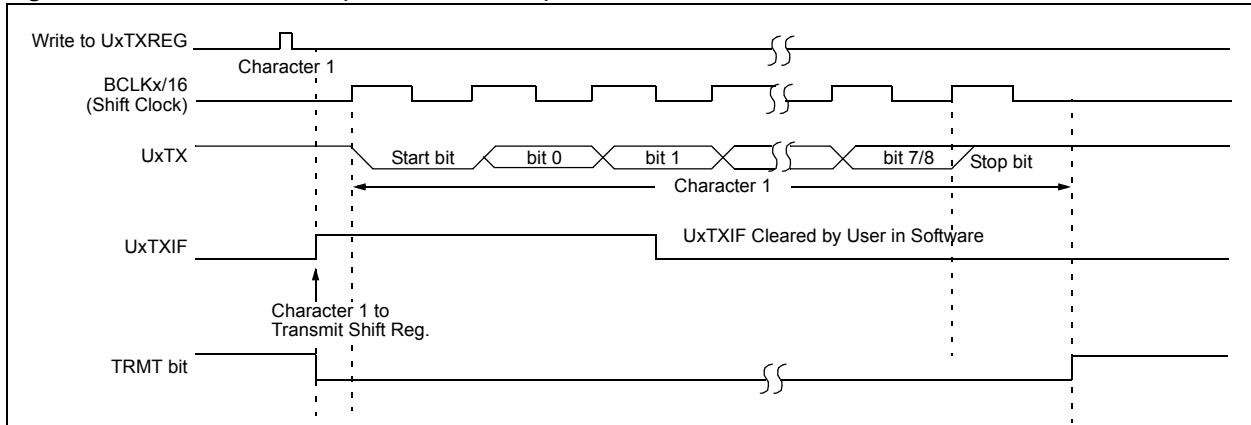 Write to UxTXREG
Character 1
BCLKx/16
(Shift Clock)
UxTX
Start bit
bit 0
bit 1
bit 7/8
Stop bit
Character 1
UxTXIF
UxTXIF Cleared by User in Software
Character 1 to
Transmit Shift Reg.
TRMT bit